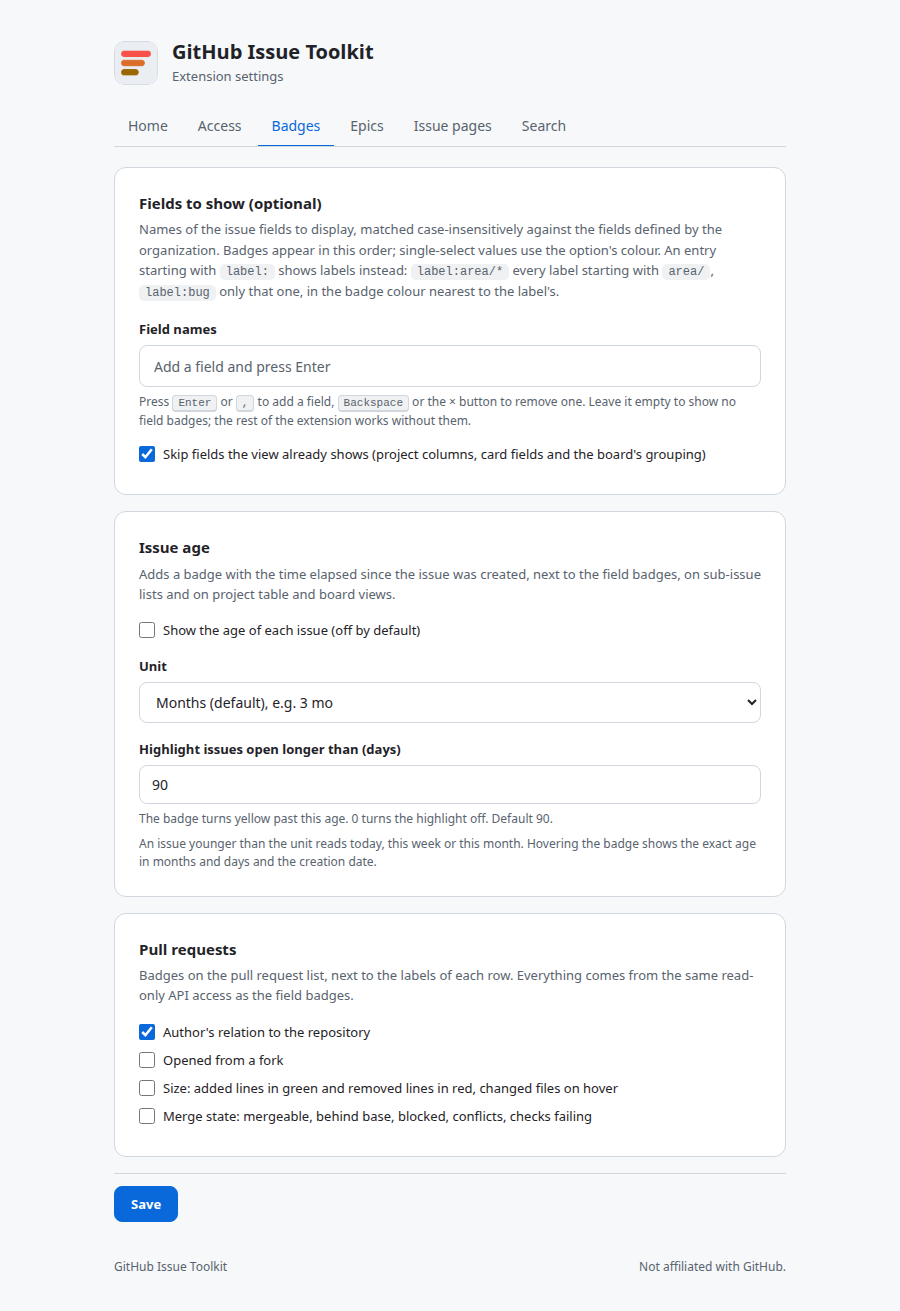 GitHub Issue Toolkit
Extension settings
Home Access Badges Epics Issue pages Search
Fields to show (optional)
Names of the issue fields to display, matched case-insensitively against the fields defined by the
organization. Badges appear in this order; single-select values use the option's colour. An entry
starting with label: shows labels instead: label:area/* every label starting with area/ ,
label:bug only that one, in the badge colour nearest to the label's.
Field names
Add a field and press Enter
Press Enter or , to add a field, Backspace or the × button to remove one. Leave it empty to show no
field badges; the rest of the extension works without them.
Skip fields the view already shows (project columns, card fields and the board's grouping)
Issue age
Adds a badge with the time elapsed since the issue was created, next to the field badges, on sub-issue
lists and on project table and board views.
Show the age of each issue (off by default)
Unit
Months (default), e.g. 3 mo
Highlight issues open longer than (days)
90
The badge turns yellow past this age. 0 turns the highlight off. Default 90.
An issue younger than the unit reads today, this week or this month. Hovering the badge shows the exact age
in months and days and the creation date.
Pull requests
Badges on the pull request list, next to the labels of each row. Everything comes from the same read-
only API access as the field badges.
Author's relation to the repository
Opened from a fork
Size: added lines in green and removed lines in red, changed files on hover
Merge state: mergeable, behind base, blocked, conflicts, checks failing
Save
GitHub Issue Toolkit Not affiliated with GitHub.